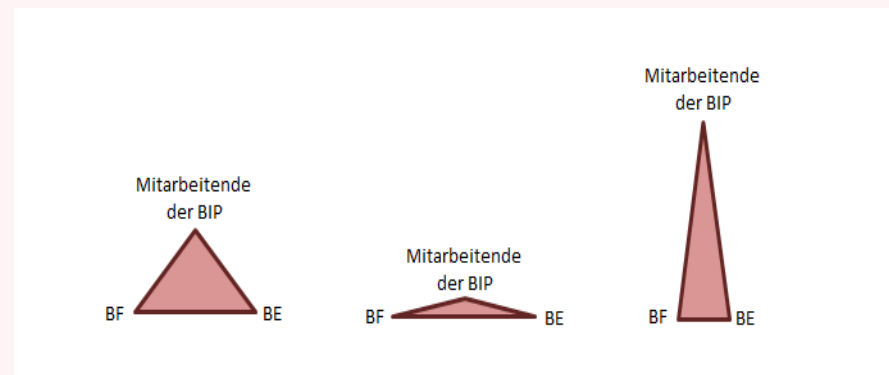 Mitarbeitende
der BIP
BF
BE
Mitarbeitende
der BIP
BF
BE
Mitarbeitende
der BIP
BF
BE